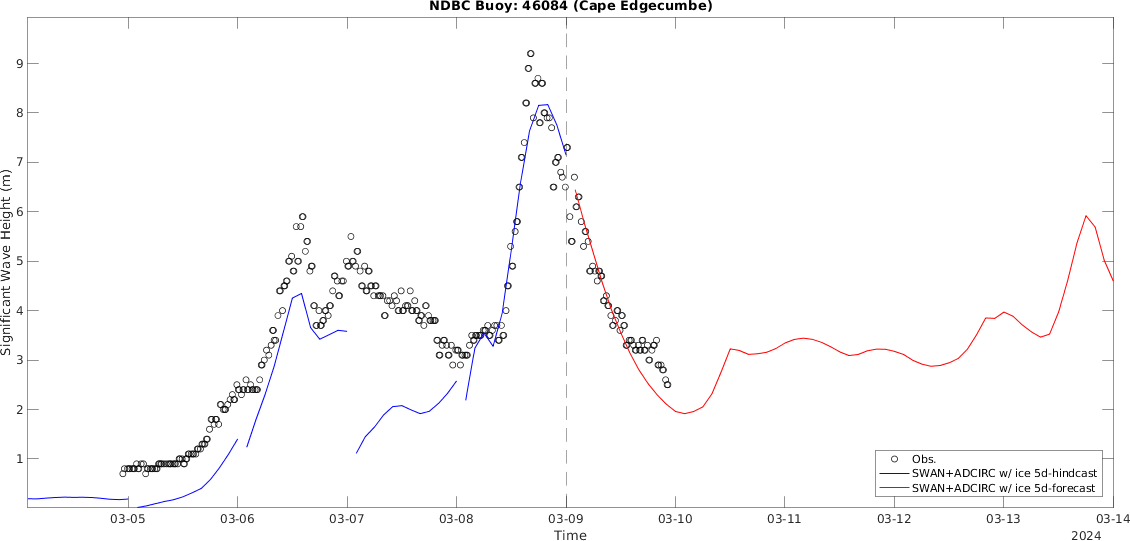 NDBC Buoy: 46084 (Cape Edgecumbe)
9
8
7
6
5
4
3
2
1
Significant Wave Height (m)
Obs.
SWAN+ADCIRC w/ ice 5d-hindcast
SWAN+ADCIRC w/ ice 5d-forecast
03-05 03-06 03-07 03-08 03-09 03-10 03-11 03-12 03-13 03-14
Time
2024